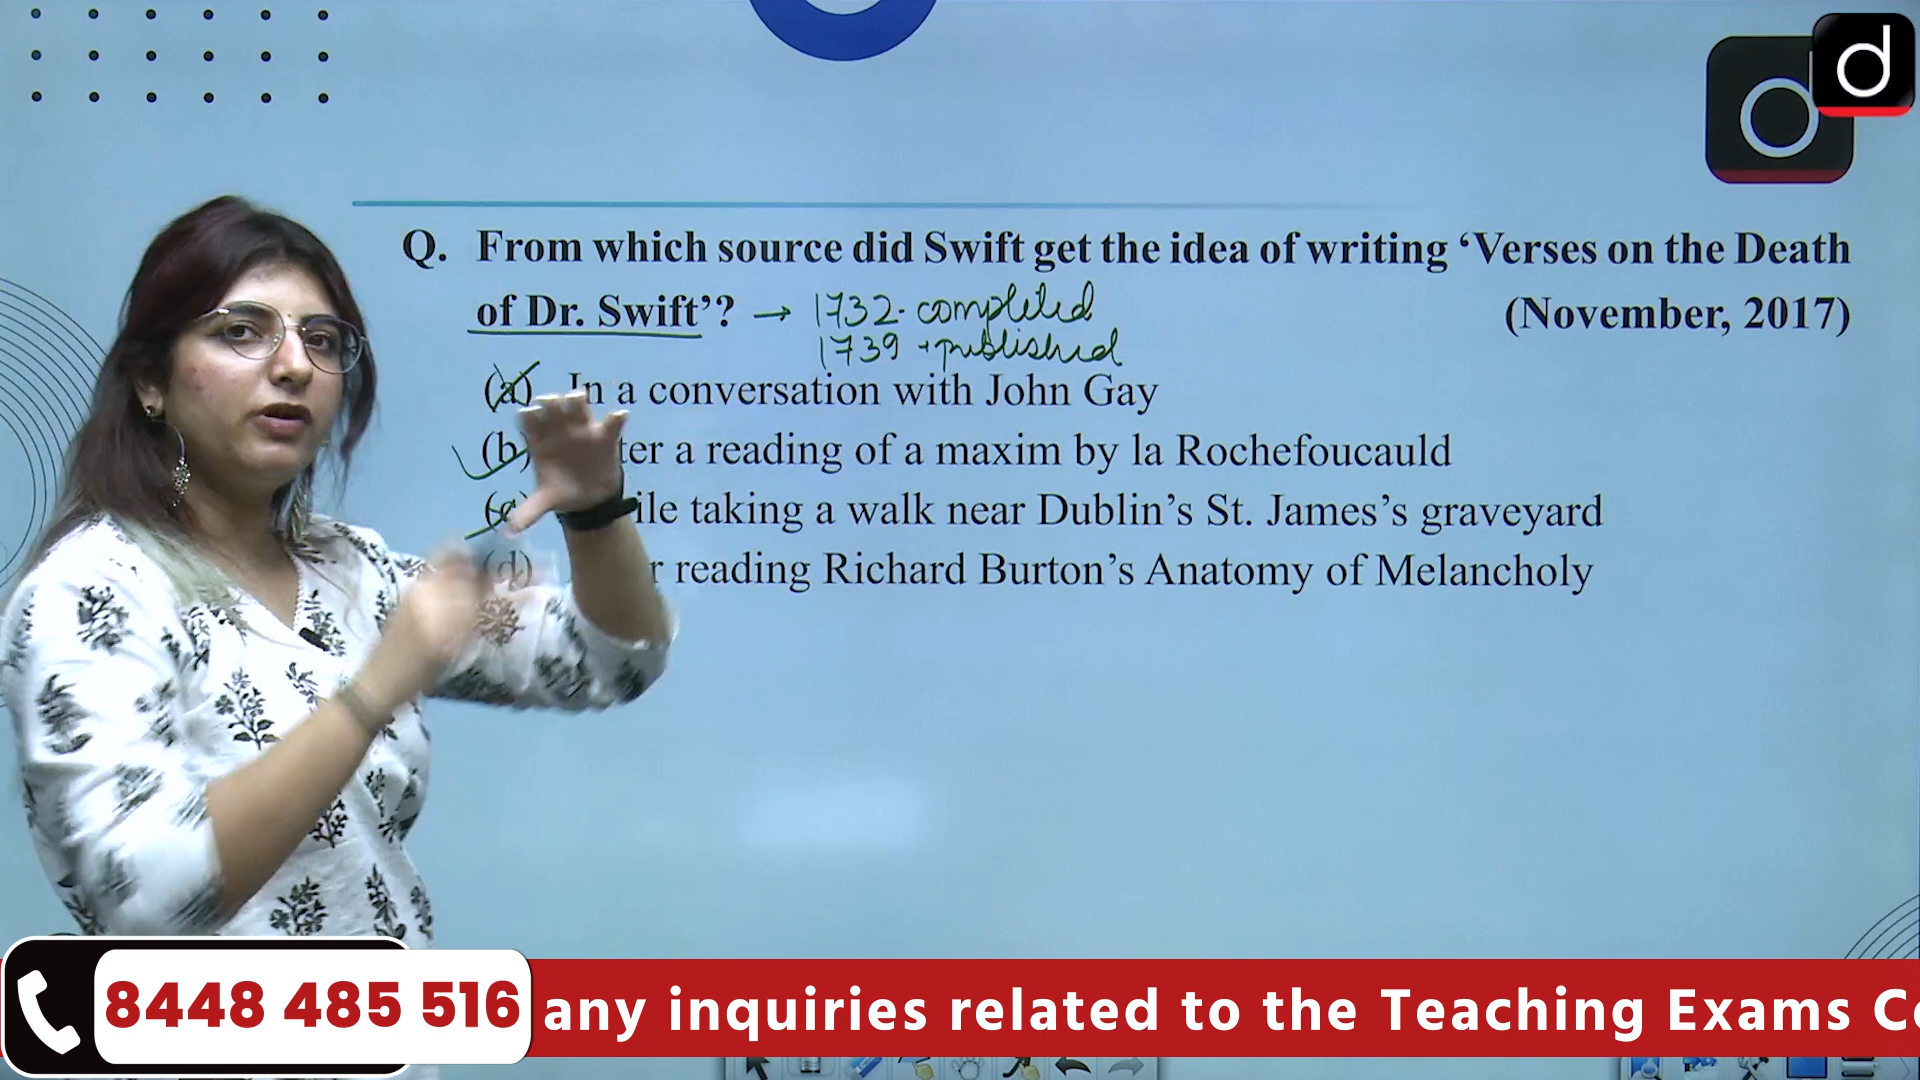 d
Q. From which source did Swift get the idea of writing ‘Verses on the Death
of Dr. Swift’? → 1732. completed (November, 2017)
1739 → published
(a) In a conversation with John Gay
(b) ter a reading of a maxim by la Rochefoucauld
(c) ile taking a walk near Dublin’s St. James’s graveyard
(d) r reading Richard Burton’s Anatomy of Melancholy
8448 485 516 any inquiries related to the Teaching Exams Co